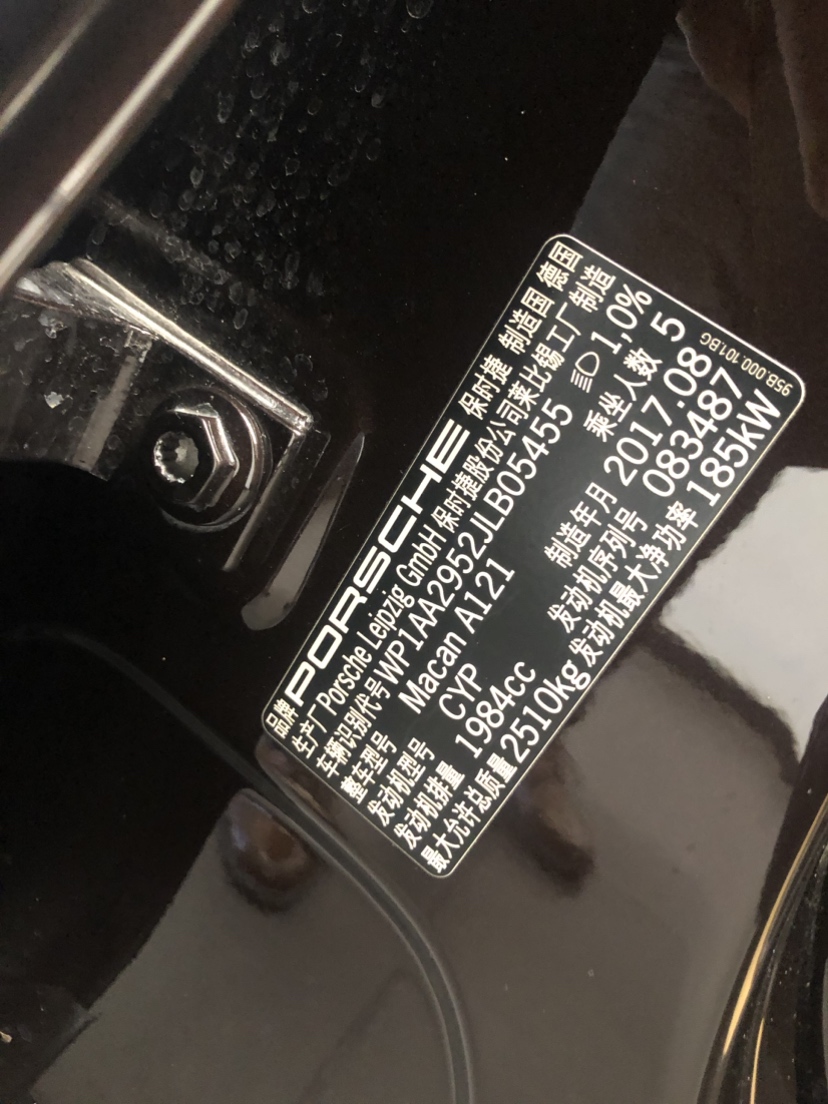 品牌 PORSCHE 保时捷 制造国 德国
生产厂 Porsche Leipzig GmbH 保时捷股份公司莱比锡工厂 制造
车辆识别代号 WP1AA2952JLB05455 1,0%
整车型号 Macan A121 乘坐人数 5
发动机型号 CYP 制造年月 2017.08
发动机排量 1984cc 发动机序列号 083487
最大允许总质量 2510kg 发动机最大净功率 185kW
95B.000.101.BG